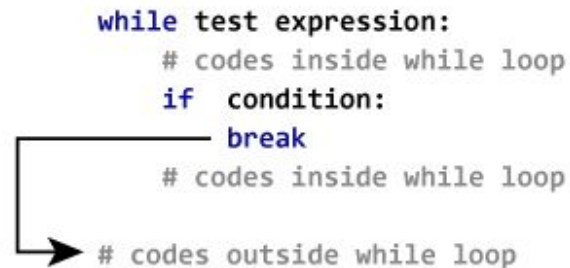 while test expression:
    # codes inside while loop
    if  condition:
        break
    # codes inside while loop

# codes outside while loop